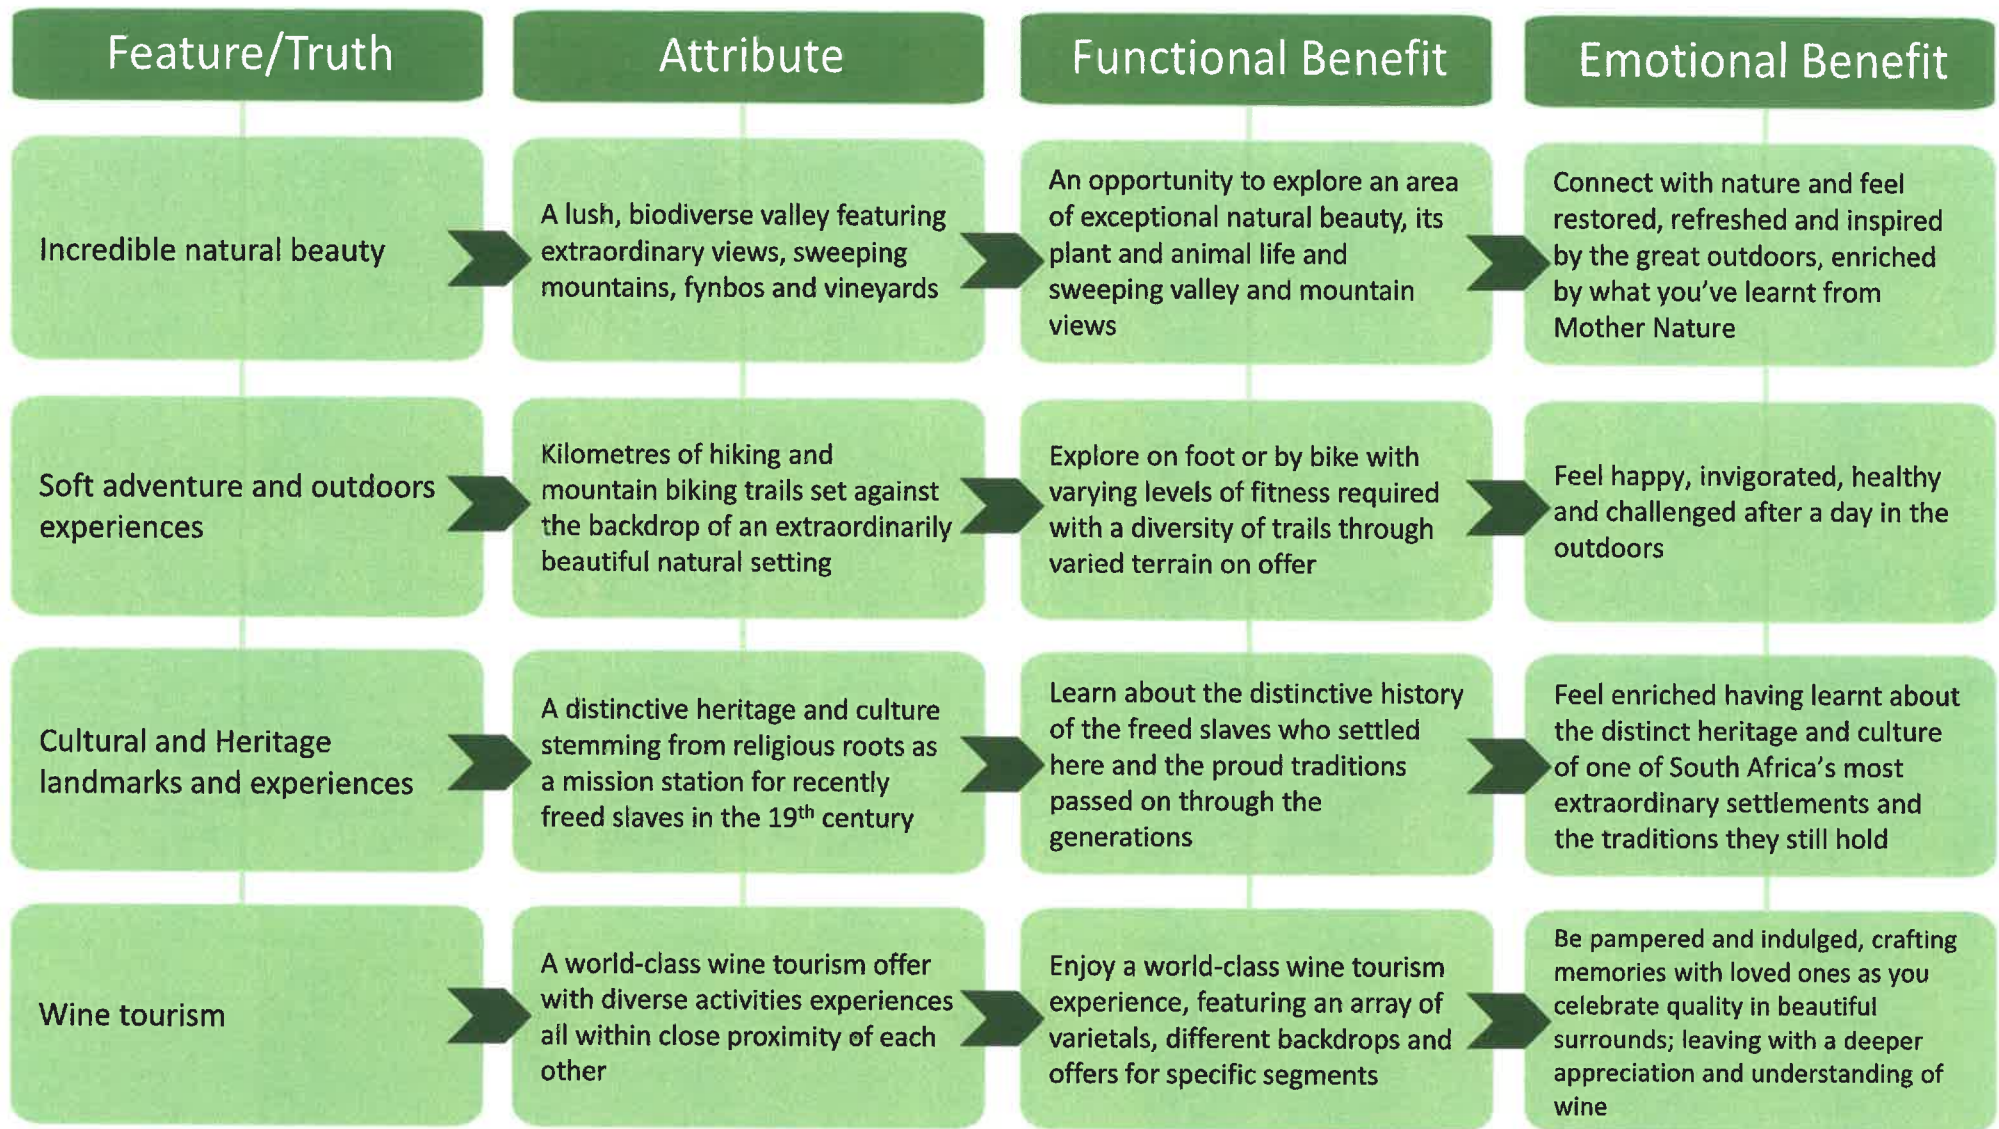 Feature/Truth
Attribute
Functional Benefit
Emotional Benefit
Incredible natural beauty
A lush, biodiverse valley featuring
extraordinary views, sweeping
mountains, fynbos and vineyards
An opportunity to explore an area
of exceptional natural beauty, its
plant and animal life and
sweeping valley and mountain
views
Connect with nature and feel
restored, refreshed and inspired
by the great outdoors, enriched
by what you've learnt from
Mother Nature
Soft adventure and outdoors
experiences
Kilometres of hiking and
mountain biking trails set against
the backdrop of an extraordinarily
beautiful natural setting
Explore on foot or by bike with
varying levels of fitness required
with a diversity of trails through
varied terrain on offer
Feel happy, invigorated, healthy
and challenged after a day in the
outdoors
Cultural and Heritage
landmarks and experiences
A distinctive heritage and culture
stemming from religious roots as
a mission station for recently
freed slaves in the 19th century
Learn about the distinctive history
of the freed slaves who settled
here and the proud traditions
passed on through the
generations
Feel enriched having learnt about
the distinct heritage and culture
of one of South Africa's most
extraordinary settlements and
the traditions they still hold
Wine tourism
A world-class wine tourism offer
with diverse activities experiences
all within close proximity of each
other
Enjoy a world-class wine tourism
experience, featuring an array of
varietals, different backdrops and
offers for specific segments
Be pampered and indulged, crafting
memories with loved ones as you
celebrate quality in beautiful
surrounds; leaving with a deeper
appreciation and understanding of
wine